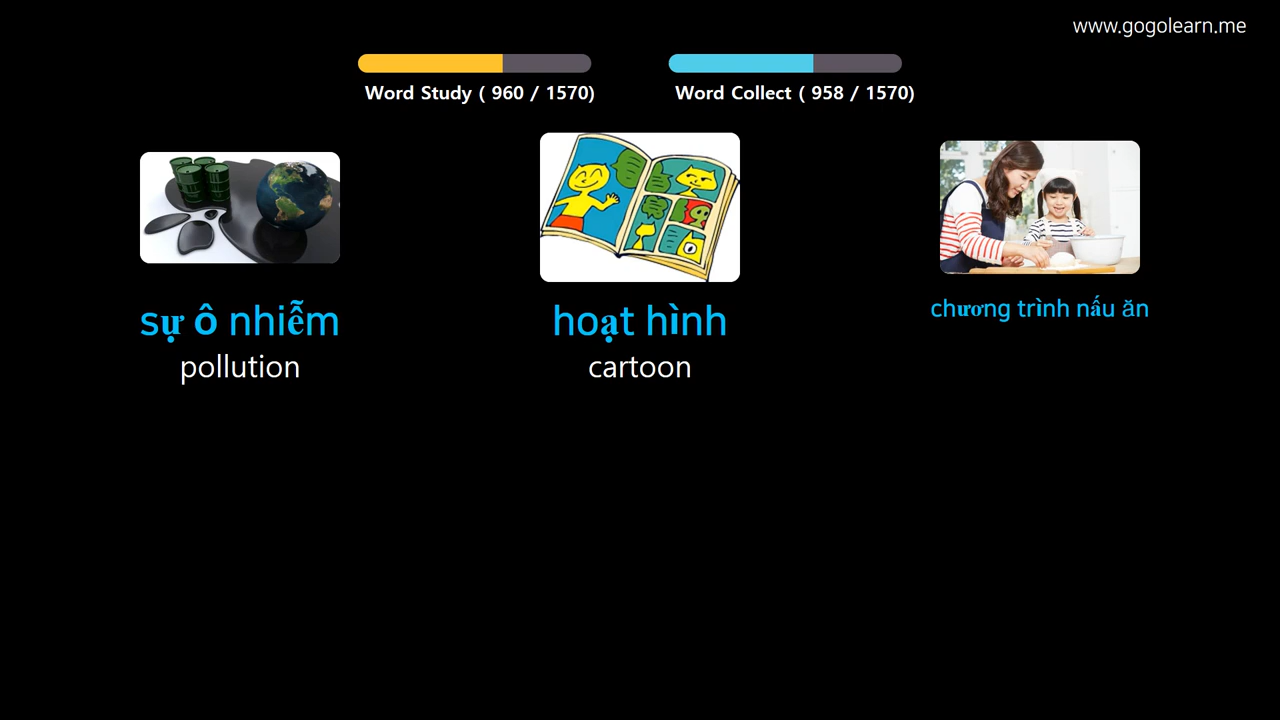 www.gogolearn.me
Word Study ( 960 / 1570)
Word Collect ( 958 / 1570)
sự ô nhiễm
pollution
hoạt hình
cartoon
chương trình nấu ăn